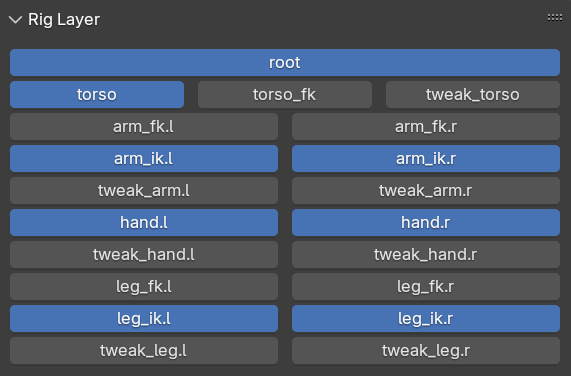 Rig Layer
root
torso torso_fk tweak_torso
arm_fk.l arm_fk.r
arm_ik.l arm_ik.r
tweak_arm.l tweak_arm.r
hand.l hand.r
tweak_hand.l tweak_hand.r
leg_fk.l leg_fk.r
leg_ik.l leg_ik.r
tweak_leg.l tweak_leg.r